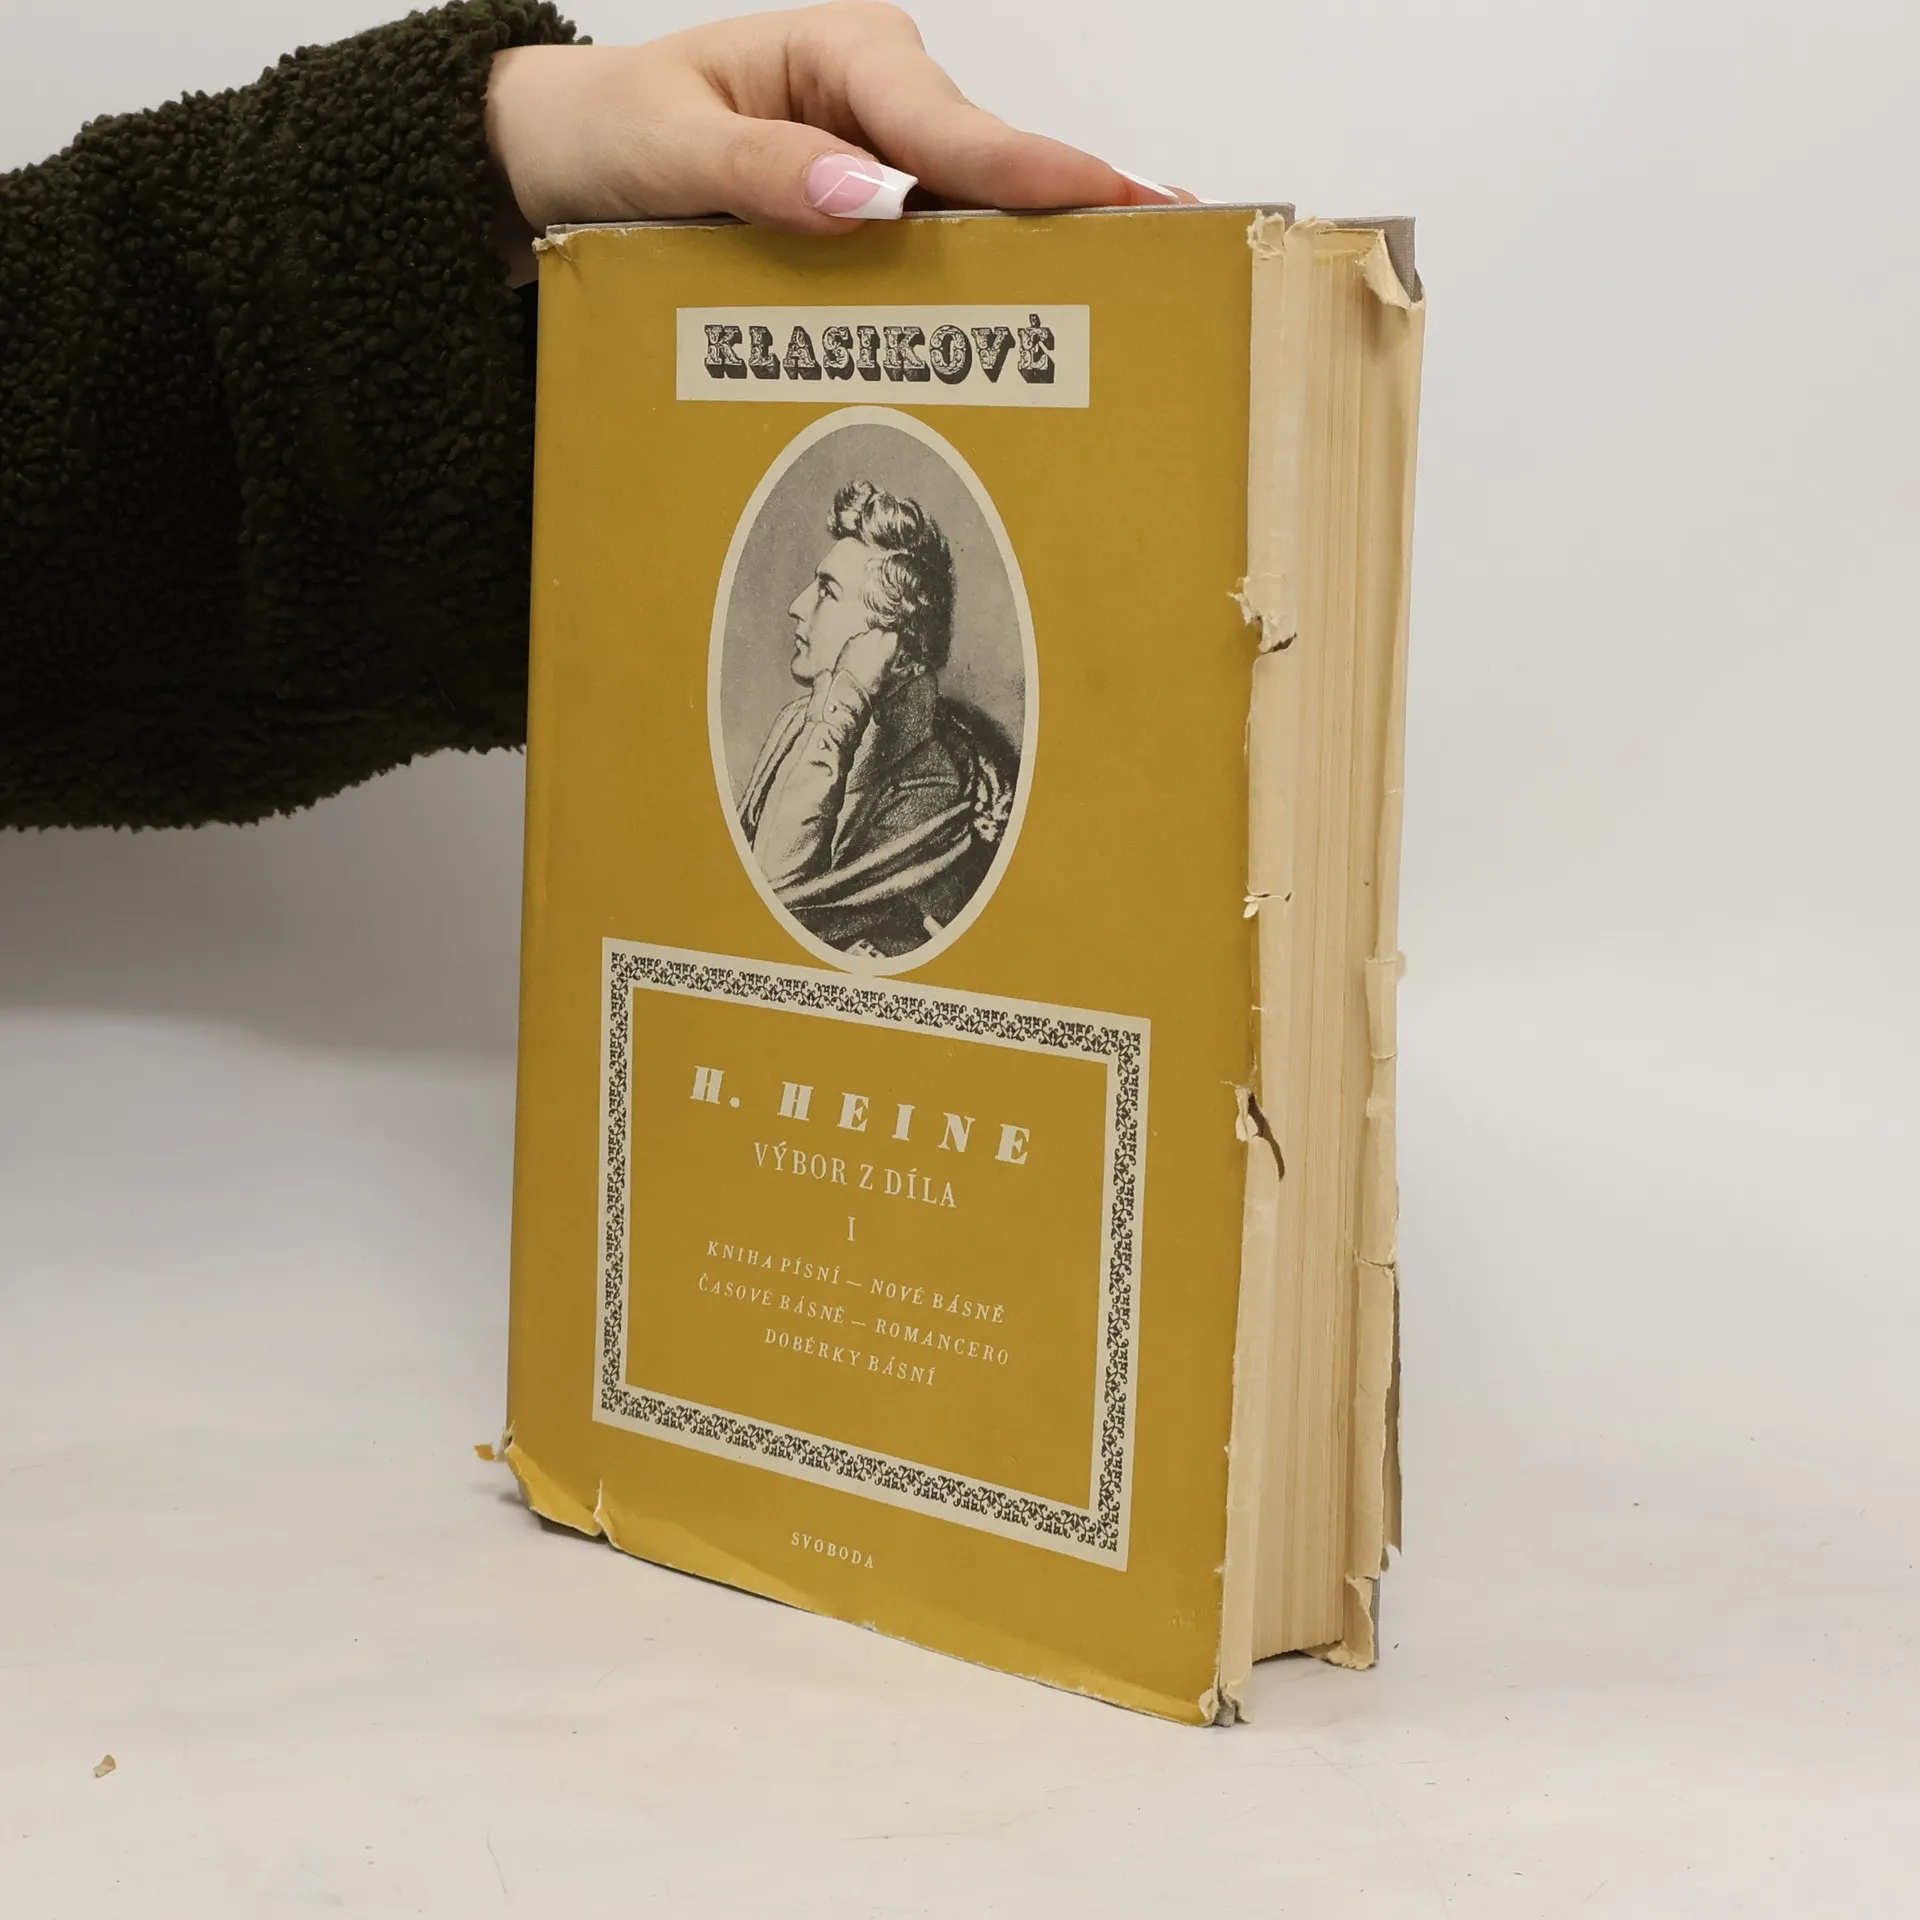 KLASIKOVÉ
H. HEINE
VÝBOR Z DÍLA
I
KNIHA PÍSNÍ — NOVÉ BÁSNĚ
ČASOVÉ BÁSNĚ — ROMANCERO
DOBĚRKY BÁSNÍ
SVOBODA